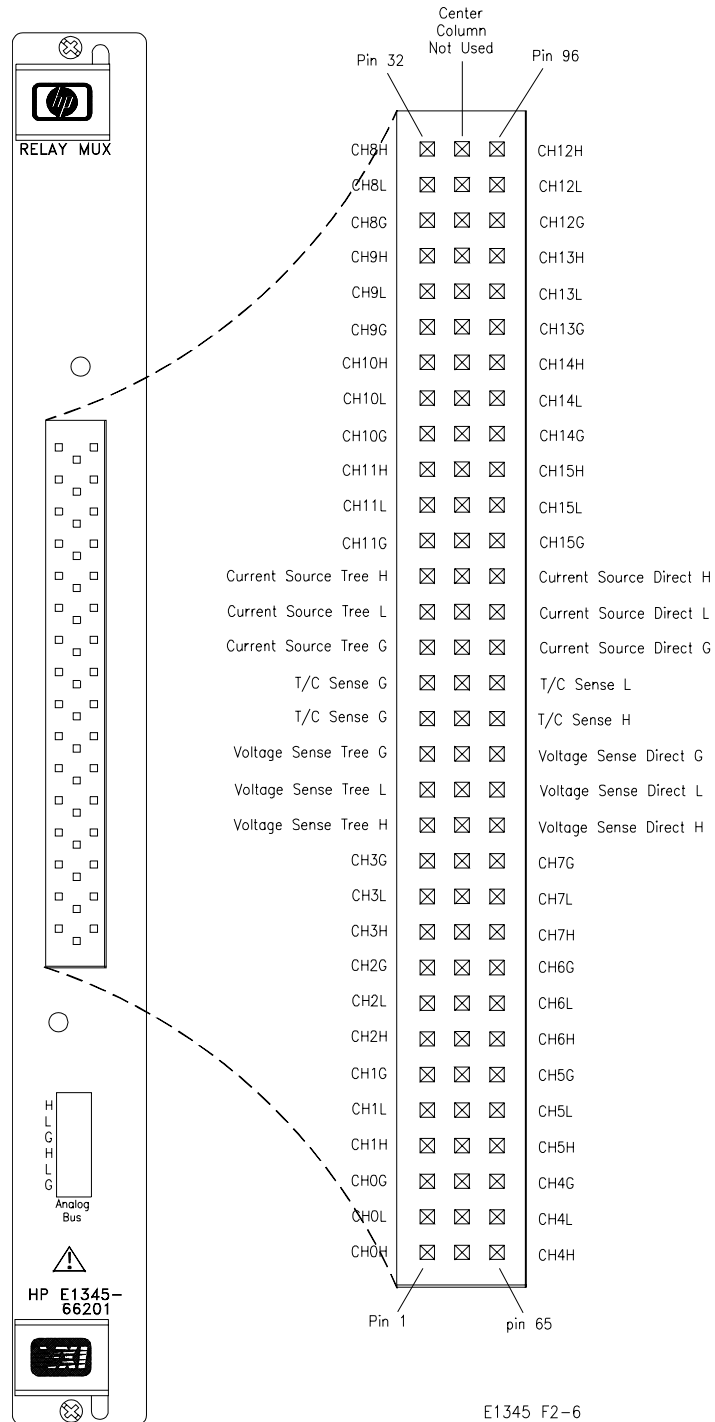 Center
Column
Not Used
Pin 32
Pin 96
hp
RELAY MUX
CH8H CH12H
CH8L CH12L
CH8G CH12G
CH9H CH13H
CH9L CH13L
CH9G CH13G
CH10H CH14H
CH10L CH14L
CH10G CH14G
CH11H CH15H
CH11L CH15L
CH11G CH15G
Current Source Tree H Current Source Direct H
Current Source Tree L Current Source Direct L
Current Source Tree G Current Source Direct G
T/C Sense G T/C Sense L
T/C Sense G T/C Sense H
Voltage Sense Tree G Voltage Sense Direct G
Voltage Sense Tree L Voltage Sense Direct L
Voltage Sense Tree H Voltage Sense Direct H
CH3G CH7G
CH3L CH7L
CH3H CH7H
CH2G CH6G
CH2L CH6L
CH2H CH6H
CH1G CH5G
CH1L CH5L
CH1H CH5H
CH0G CH4G
CH0L CH4L
CH0H CH4H
Pin 1
pin 65
H
L
G
H
L
G
Analog
Bus
HP E1345-
66201
VXI
E1345 F2-6